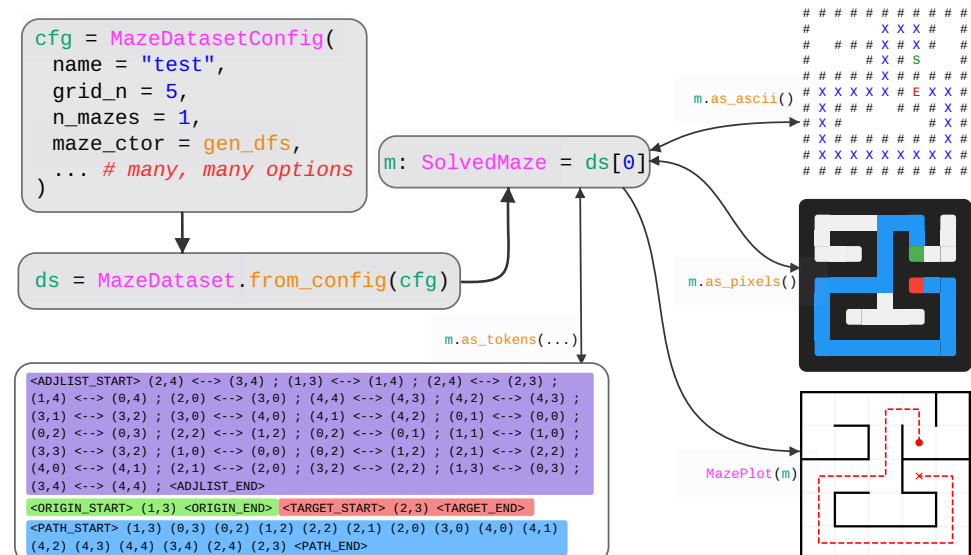 cfg = MazeDatasetConfig(
name = "test",
grid_n = 5,
n_mazes = 1,
maze_ctor = gen_dfs,
... # many, many options
)
ds = MazeDataset.from_config(cfg)
m: SolvedMaze = ds[0]
m.as_ascii()
# # # # # # # # # # #
#         X X X #   #
#   # # # X # X #   #
#       # X # S     #
# # # # # X # # # # #
# X X X X X # E X X #
# X # # #   # # # X #
# X #           # X #
# X # # # # # # # X #
# X X X X X X X X X #
# # # # # # # # # # #
m.as_pixels()
m.as_tokens(...)
MazePlot(m)
<ADJLIST_START> (2,4) <--> (3,4) ; (1,3) <--> (1,4) ; (2,4) <--> (2,3) ;
(1,4) <--> (0,4) ; (2,0) <--> (3,0) ; (4,4) <--> (4,3) ; (4,2) <--> (4,3) ;
(3,1) <--> (3,2) ; (3,0) <--> (4,0) ; (4,1) <--> (4,2) ; (0,1) <--> (0,0) ;
(0,2) <--> (0,3) ; (2,2) <--> (1,2) ; (0,2) <--> (0,1) ; (1,1) <--> (1,0) ;
(3,3) <--> (3,2) ; (1,0) <--> (0,0) ; (0,2) <--> (1,2) ; (2,1) <--> (2,2) ;
(4,0) <--> (4,1) ; (2,1) <--> (2,0) ; (3,2) <--> (2,2) ; (1,3) <--> (0,3) ;
(3,4) <--> (4,4) ; <ADJLIST_END>
<ORIGIN_START> (1,3) <ORIGIN_END> <TARGET_START> (2,3) <TARGET_END>
<PATH_START> (1,3) (0,3) (0,2) (1,2) (2,2) (2,1) (2,0) (3,0) (4,0) (4,1)
(4,2) (4,3) (4,4) (3,4) (2,4) (2,3) <PATH_END>